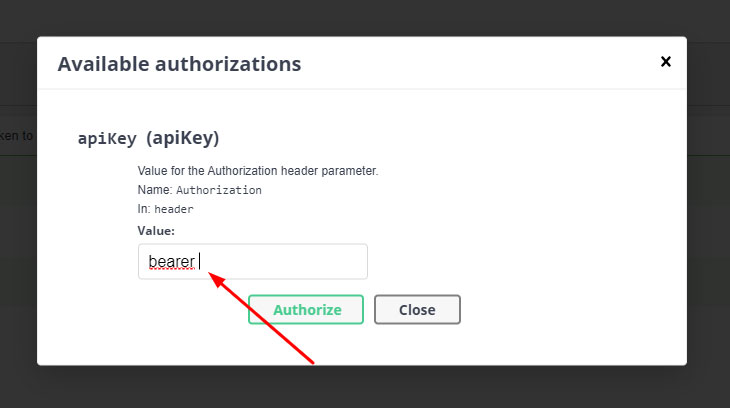 Available authorizations
ken to
apiKey (apiKey)
Value for the Authorization header parameter.
Name: Authorization
In: header
Value:
bearer
Authorize
Close